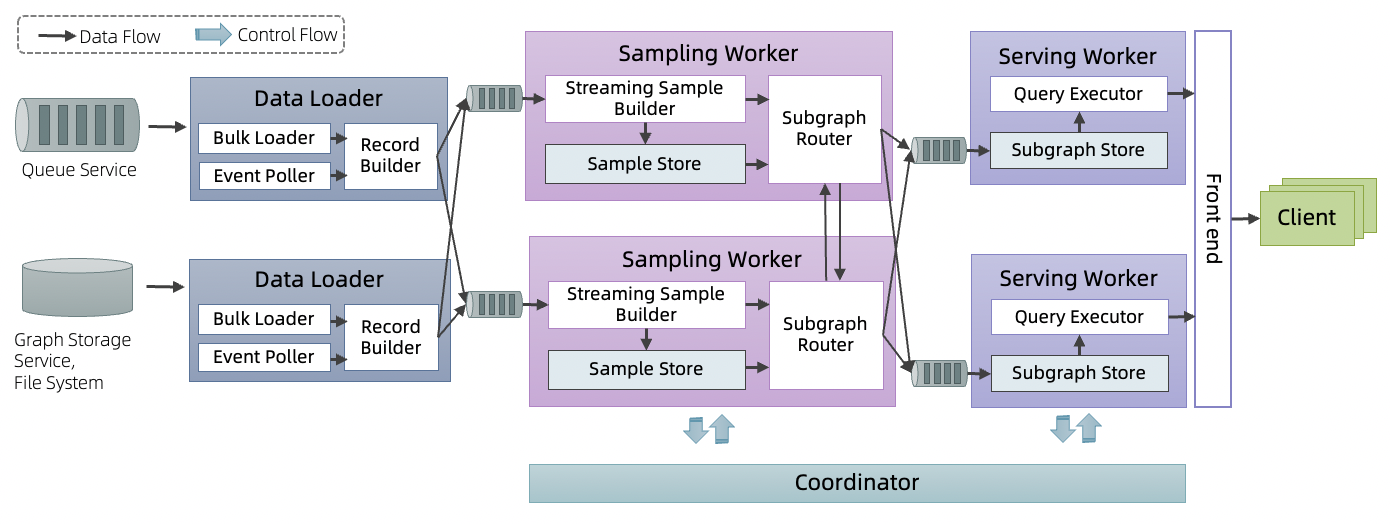 Data Flow
Control Flow
Queue Service
Graph Storage
Service,
File System
Data Loader
Bulk Loader
Event Poller
Record
Builder
Data Loader
Bulk Loader
Event Poller
Record
Builder
Sampling Worker
Streaming Sample
Builder
Sample Store
Subgraph
Router
Sampling Worker
Streaming Sample
Builder
Sample Store
Subgraph
Router
Serving Worker
Query Executor
Subgraph Store
Serving Worker
Query Executor
Subgraph Store
Front end
Client
Coordinator